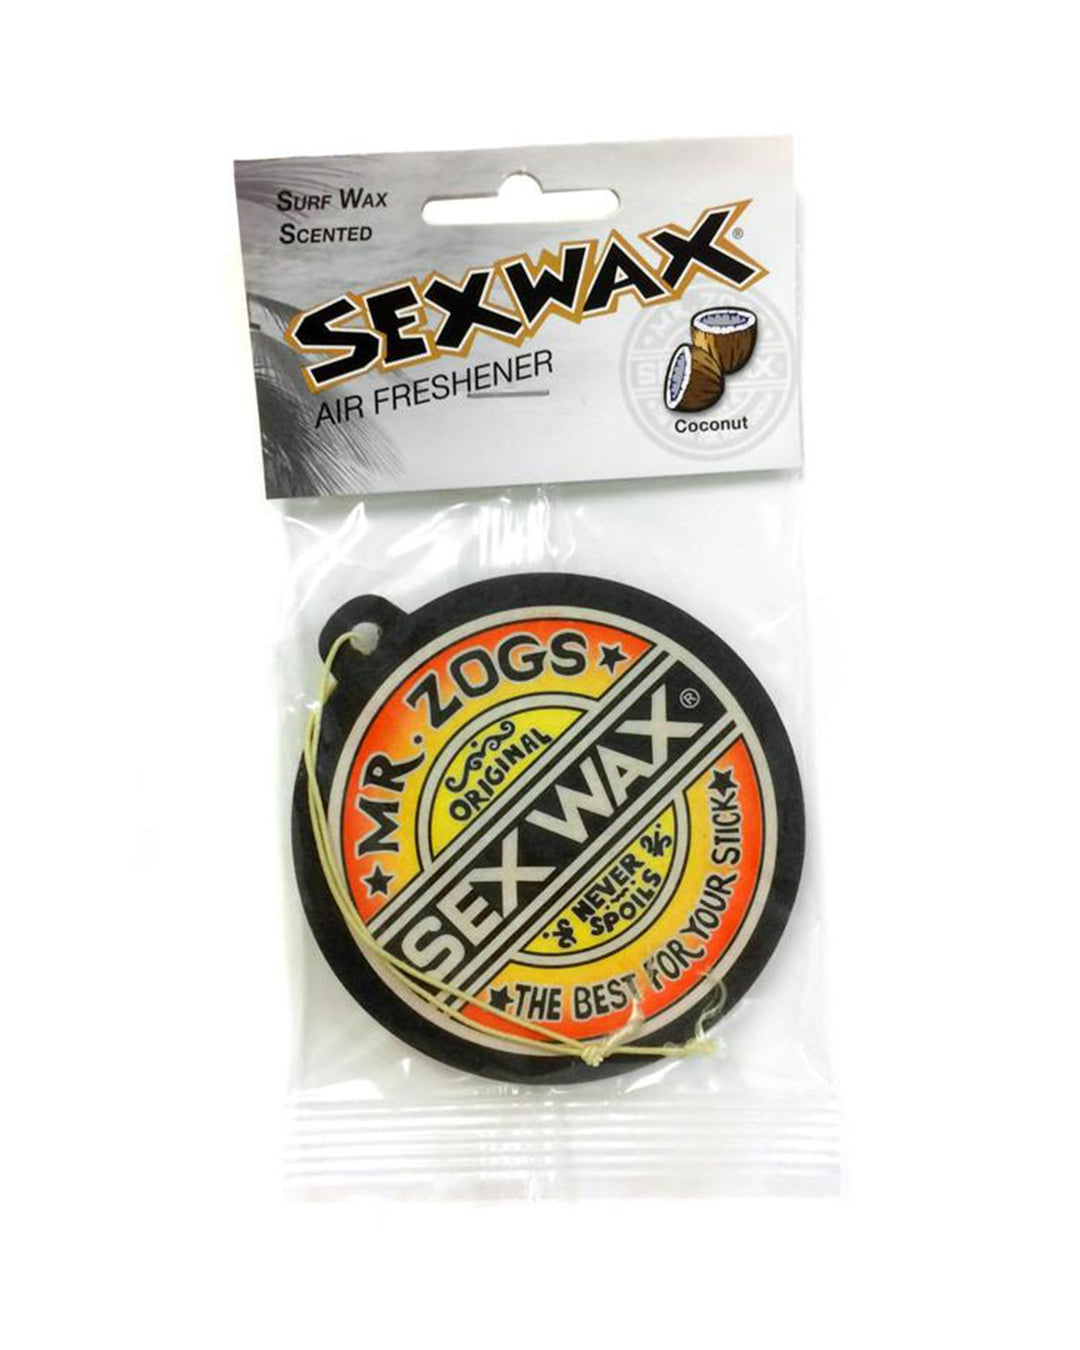 SURF WAX
SCENTED
SEXWAX®
AIR FRESHENER
Coconut
MR. ZOGS
ORIGINAL
SEX WAX®
NEVER
SPOILS
THE BEST FOR YOUR STICK